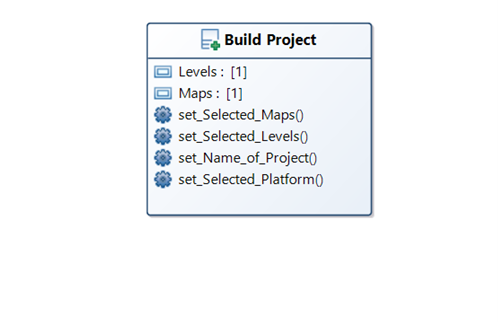 Build Project
Levels : [1]
Maps : [1]
set_Selected_Maps()
set_Selected_Levels()
set_Name_of_Project()
set_Selected_Platform()